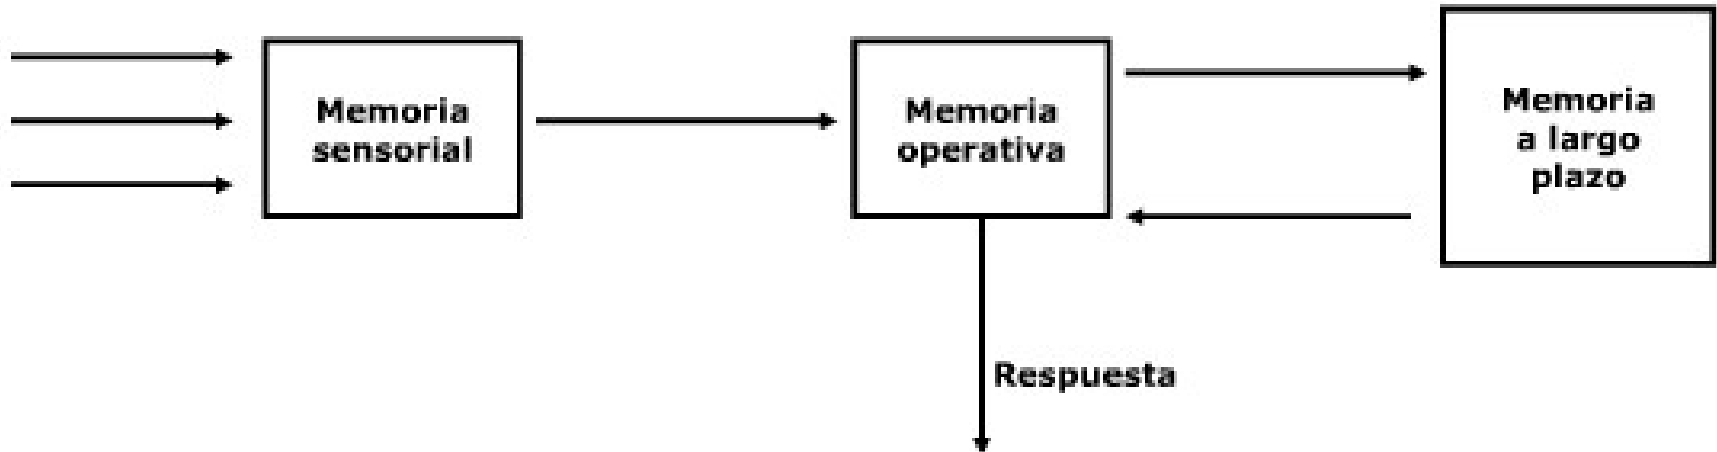 Memoria
sensorial
Memoria
operativa
Memoria
a largo
plazo
Respuesta